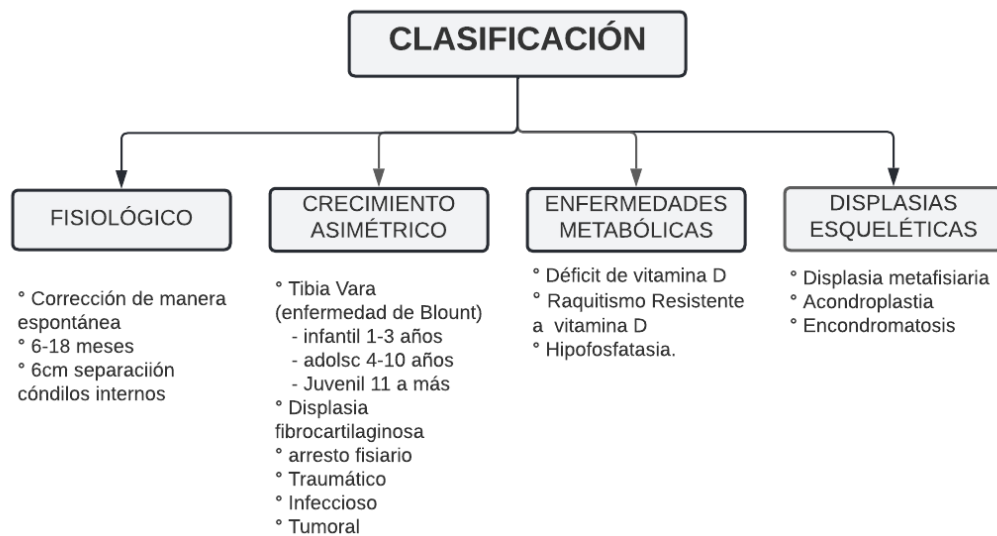 CLASIFICACIÓN
FISIOLÓGICO
° Corrección de manera
espontánea
° 6-18 meses
° 6cm separaciión
cóndilos internos
CRECIMIENTO
ASIMÉTRICO
° Tibia Vara
(enfermedad de Blount)
- infantil 1-3 años
- adolsc 4-10 años
- Juvenil 11 a más
° Displasia
fibrocartilaginosa
° arresto fisiario
° Traumático
° Infeccioso
° Tumoral
ENFERMEDADES
METABÓLICAS
° Déficit de vitamina D
° Raquitismo Resistente
a vitamina D
° Hipofosfatasia.
DISPLASIAS
ESQUELÉTICAS
° Displasia metafisiaria
° Acondroplastia
° Encondromatosis